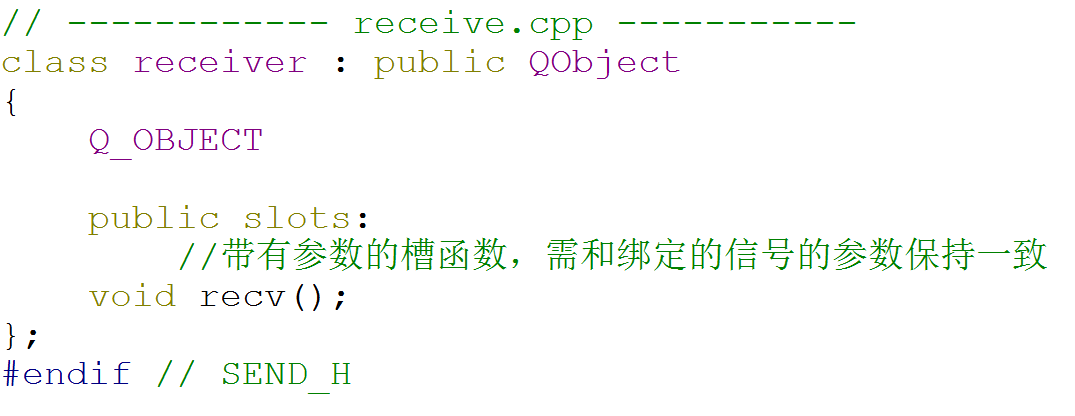 // ------------ receive.cpp -----------
class receiver : public QObject
{
    Q_OBJECT
    public slots:
        //带有参数的槽函数，需和绑定的信号的参数保持一致
    void recv();
};
#endif // SEND_H